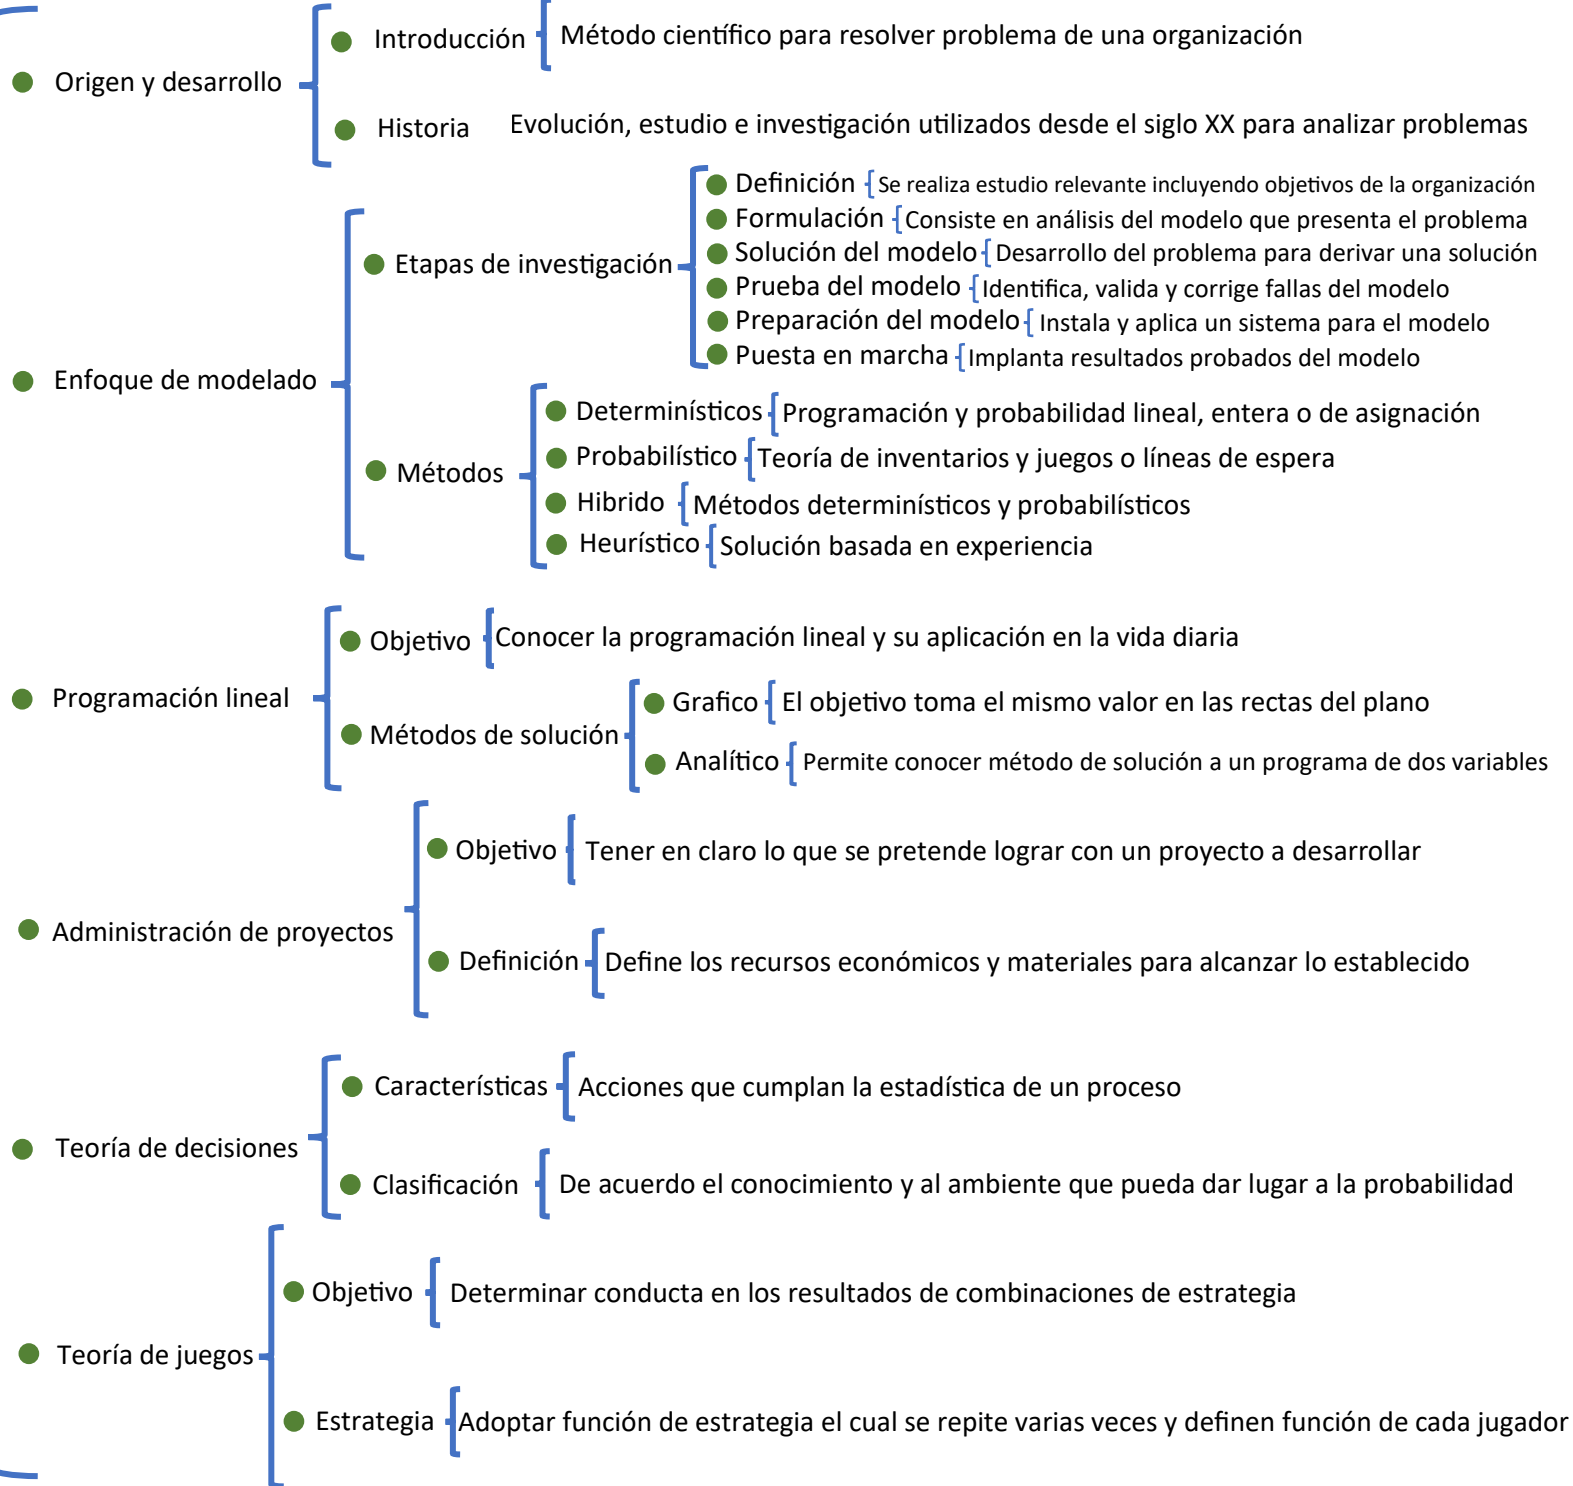 Origen y desarrollo
Introducción
Método científico para resolver problema de una organización
Historia
Evolución, estudio e investigación utilizados desde el siglo XX para analizar problemas
Enfoque de modelado
Etapas de investigación
Definición
Se realiza estudio relevante incluyendo objetivos de la organización
Formulación
Consiste en análisis del modelo que presenta el problema
Solución del modelo
Desarrollo del problema para derivar una solución
Prueba del modelo
Identifica, valida y corrige fallas del modelo
Preparación del modelo
Instala y aplica un sistema para el modelo
Puesta en marcha
Implanta resultados probados del modelo
Métodos
Determinísticos
Programación y probabilidad lineal, entera o de asignación
Probabilístico
Teoría de inventarios y juegos o líneas de espera
Hibrido
Métodos determinísticos y probabilísticos
Heurístico
Solución basada en experiencia
Programación lineal
Objetivo
Conocer la programación lineal y su aplicación en la vida diaria
Métodos de solución
Grafico
El objetivo toma el mismo valor en las rectas del plano
Analítico
Permite conocer método de solución a un programa de dos variables
Administración de proyectos
Objetivo
Tener en claro lo que se pretende lograr con un proyecto a desarrollar
Definición
Define los recursos económicos y materiales para alcanzar lo establecido
Teoría de decisiones
Características
Acciones que cumplan la estadística de un proceso
Clasificación
De acuerdo el conocimiento y al ambiente que pueda dar lugar a la probabilidad
Teoría de juegos
Objetivo
Determinar conducta en los resultados de combinaciones de estrategia
Estrategia
Adoptar función de estrategia el cual se repite varias veces y definen función de cada jugador